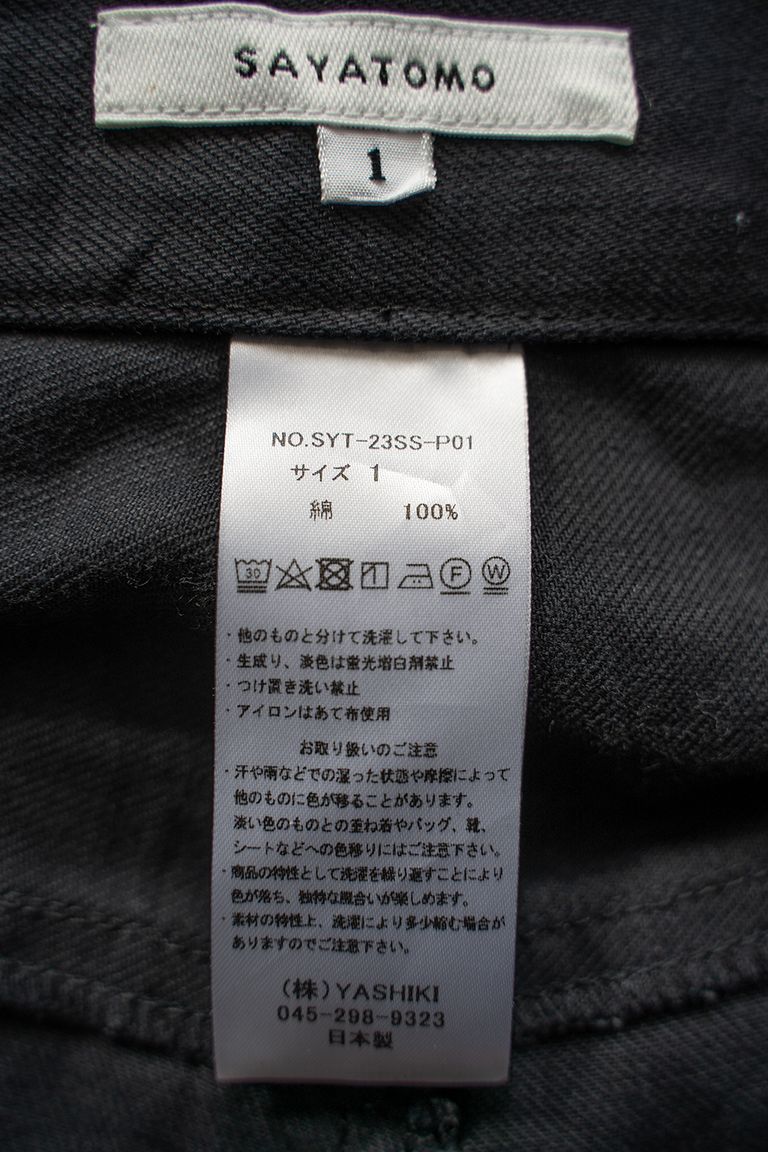 SAYATOMO
1
NO.SYT-23SS-P01
サイズ 1
綿 100%
30 F W
・他のものと分けて洗濯して下さい。
・生成り、淡色は蛍光増白剤禁止
・つけ置き洗い禁止
・アイロンはあて布使用
お取り扱いのご注意
・汗や雨などでの湿った状態や摩擦によって
他のものに色が移ることがあります。
淡い色のものとの重ね着やバッグ、靴、
シートなどへの色移りにはご注意下さい。
・商品の特性として洗濯を繰り返すことにより
色が落ち、独特な風合いが楽しめます。
・素材の特性上、洗濯により多少縮む場合が
ありますのでご注意下さい。
(株)YASHIKI
045-298-9323
日本製